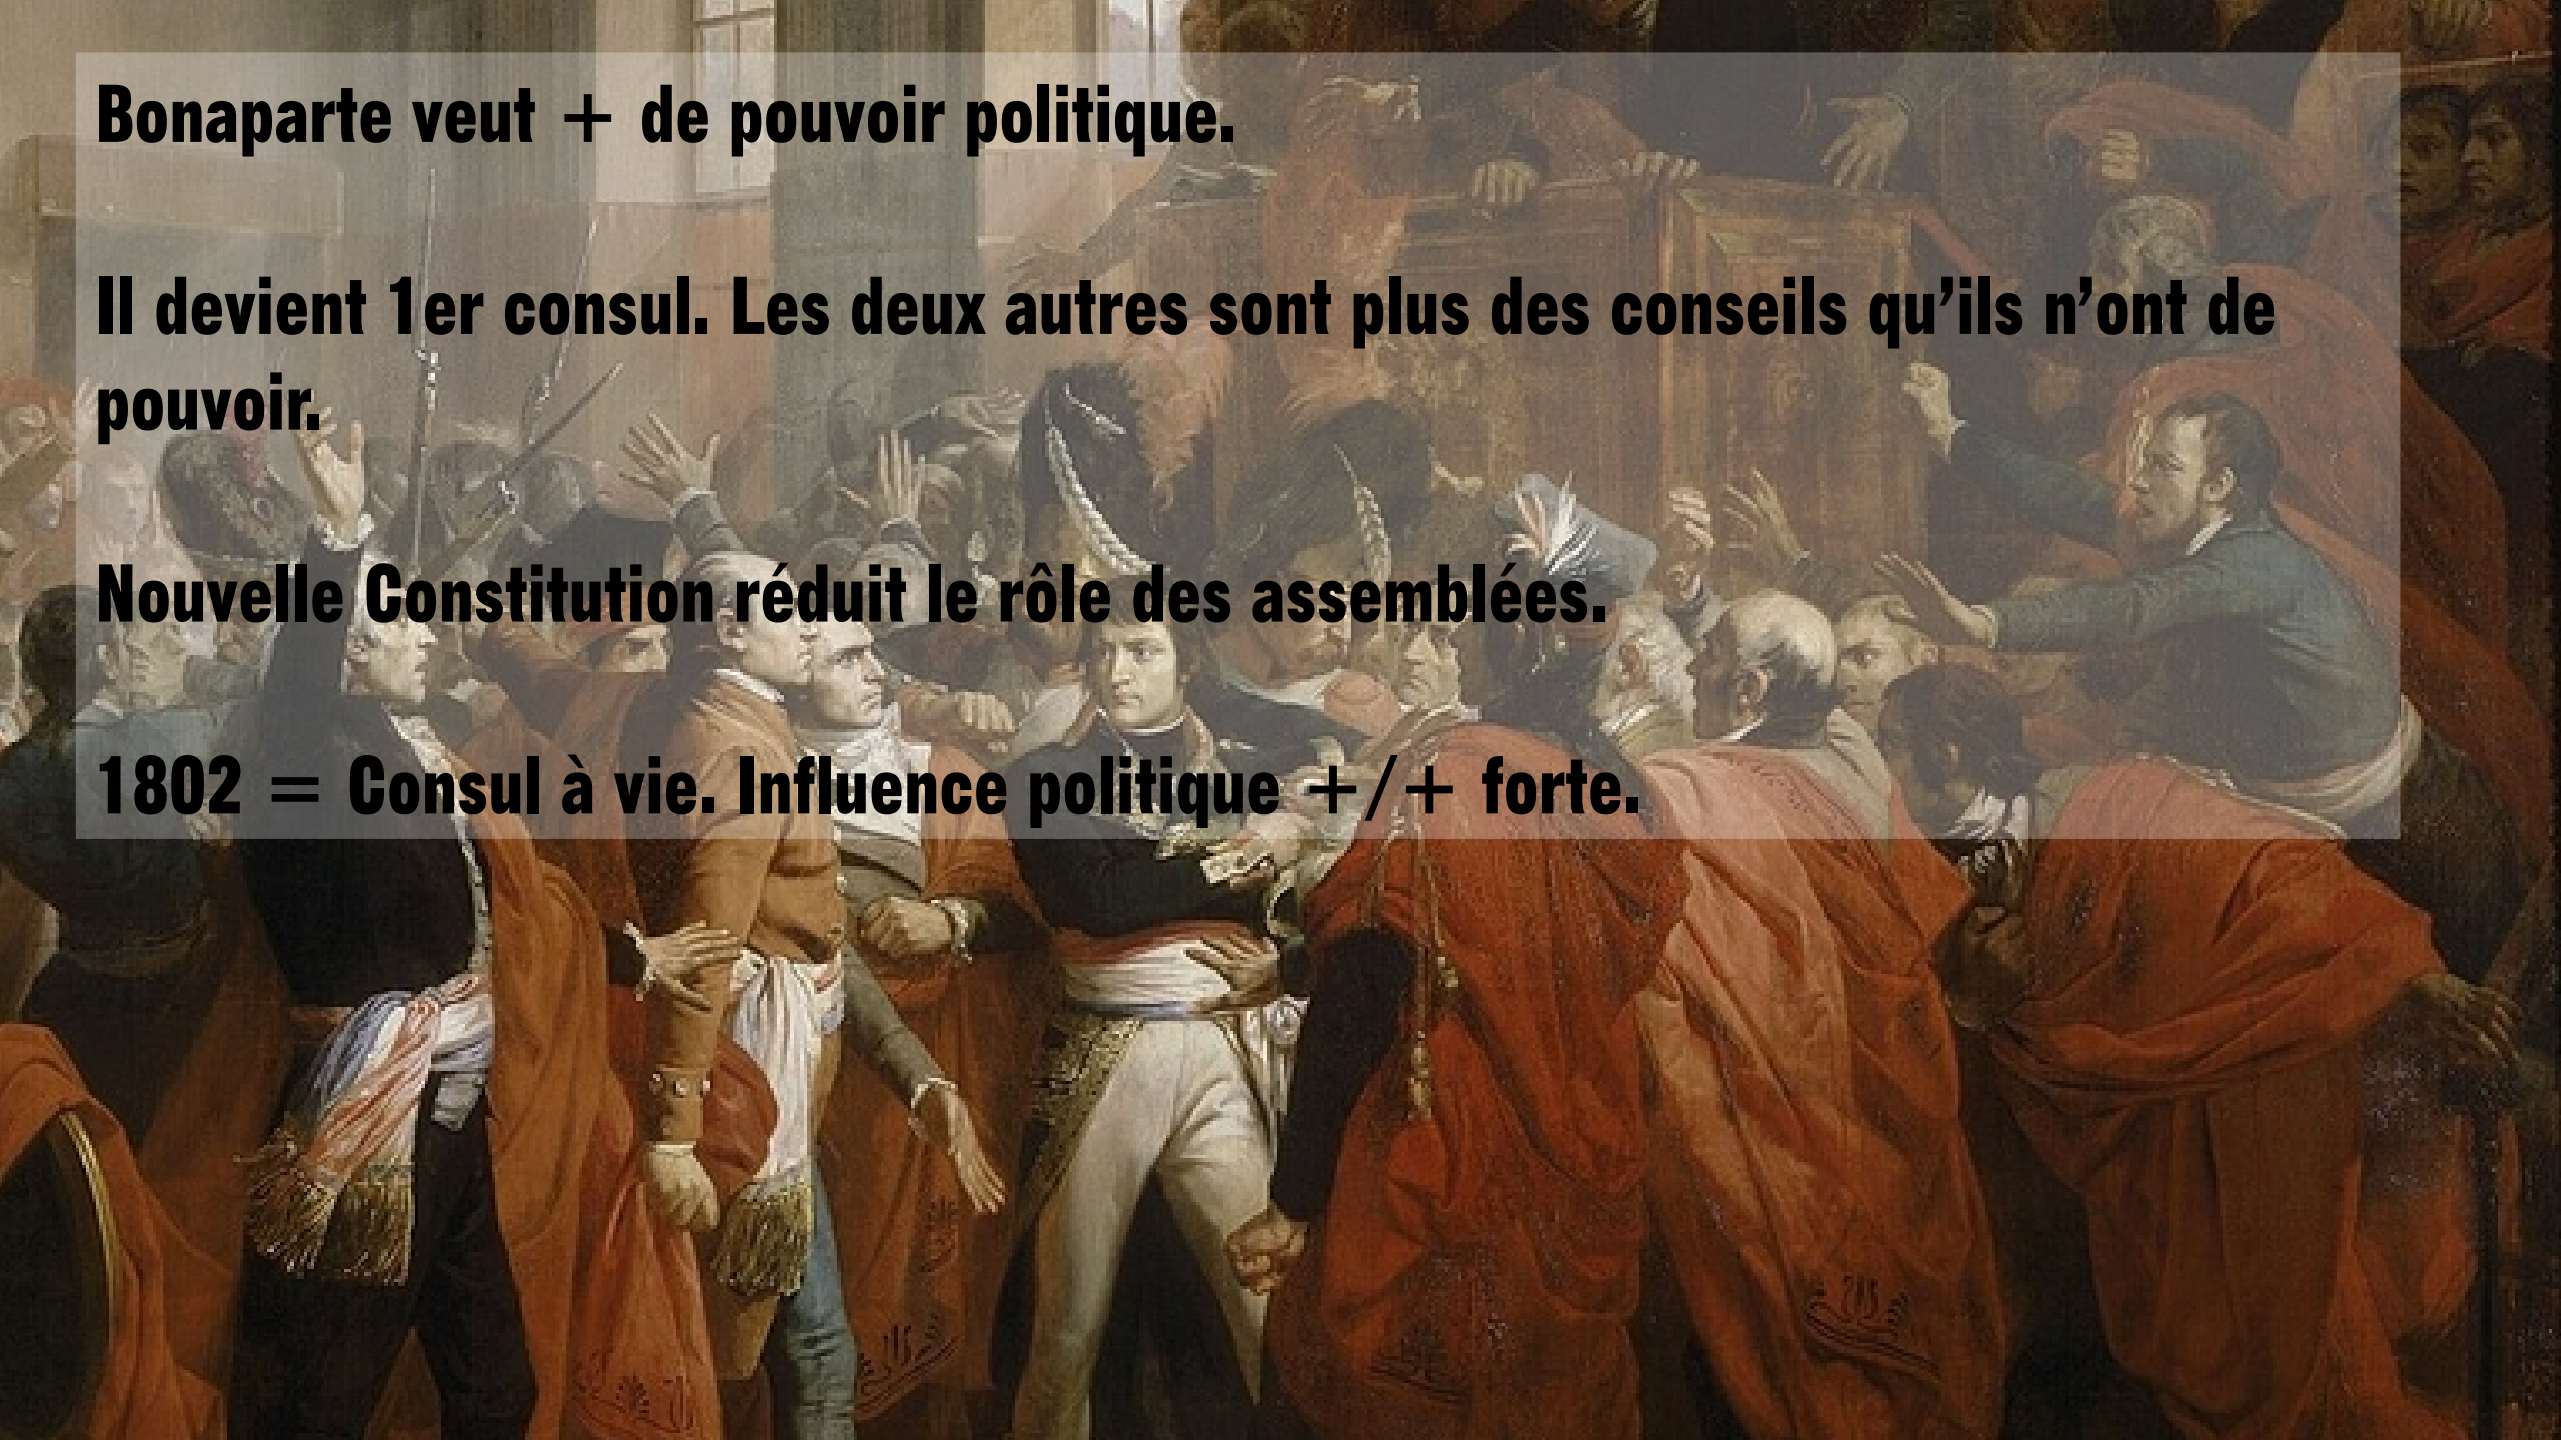 Bonaparte veut + de pouvoir politique.
Il devient 1er consul. Les deux autres sont plus des conseils qu’ils n’ont de
pouvoir.
Nouvelle Constitution réduit le rôle des assemblées.
1802 = Consul à vie. Influence politique +/+ forte.